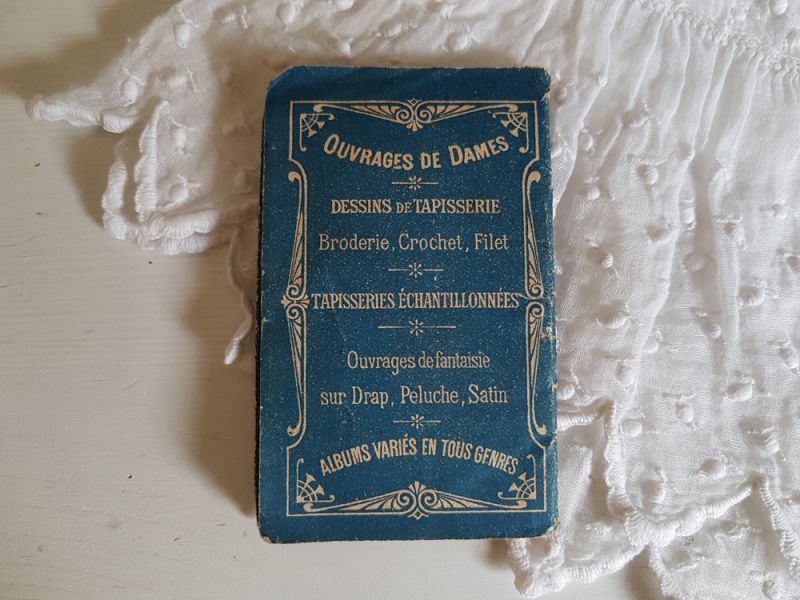 OUVRAGES DE DAMES
DESSINS DE TAPISSERIE
Broderie, Crochet, Filet
TAPISSERIES ÉCHANTILLONNÉES
Ouvrages de fantaisie
sur Drap, Peluche, Satin
ALBUMS VARIÉS EN TOUS GENRES